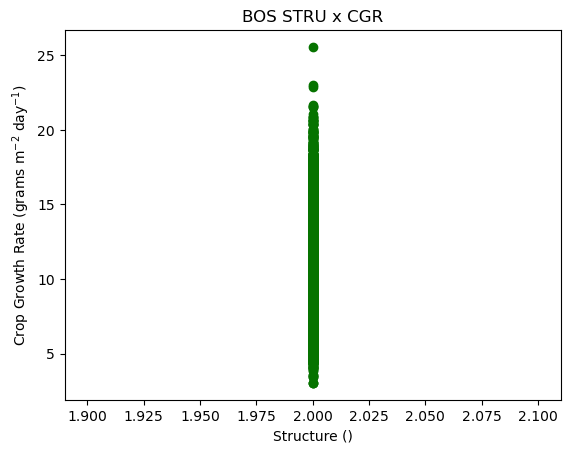 BOS STRU x CGR
Crop Growth Rate (grams m⁻² day⁻¹)
25
20
15
10
5
1.900 1.925 1.950 1.975 2.000 2.025 2.050 2.075 2.100
Structure ()